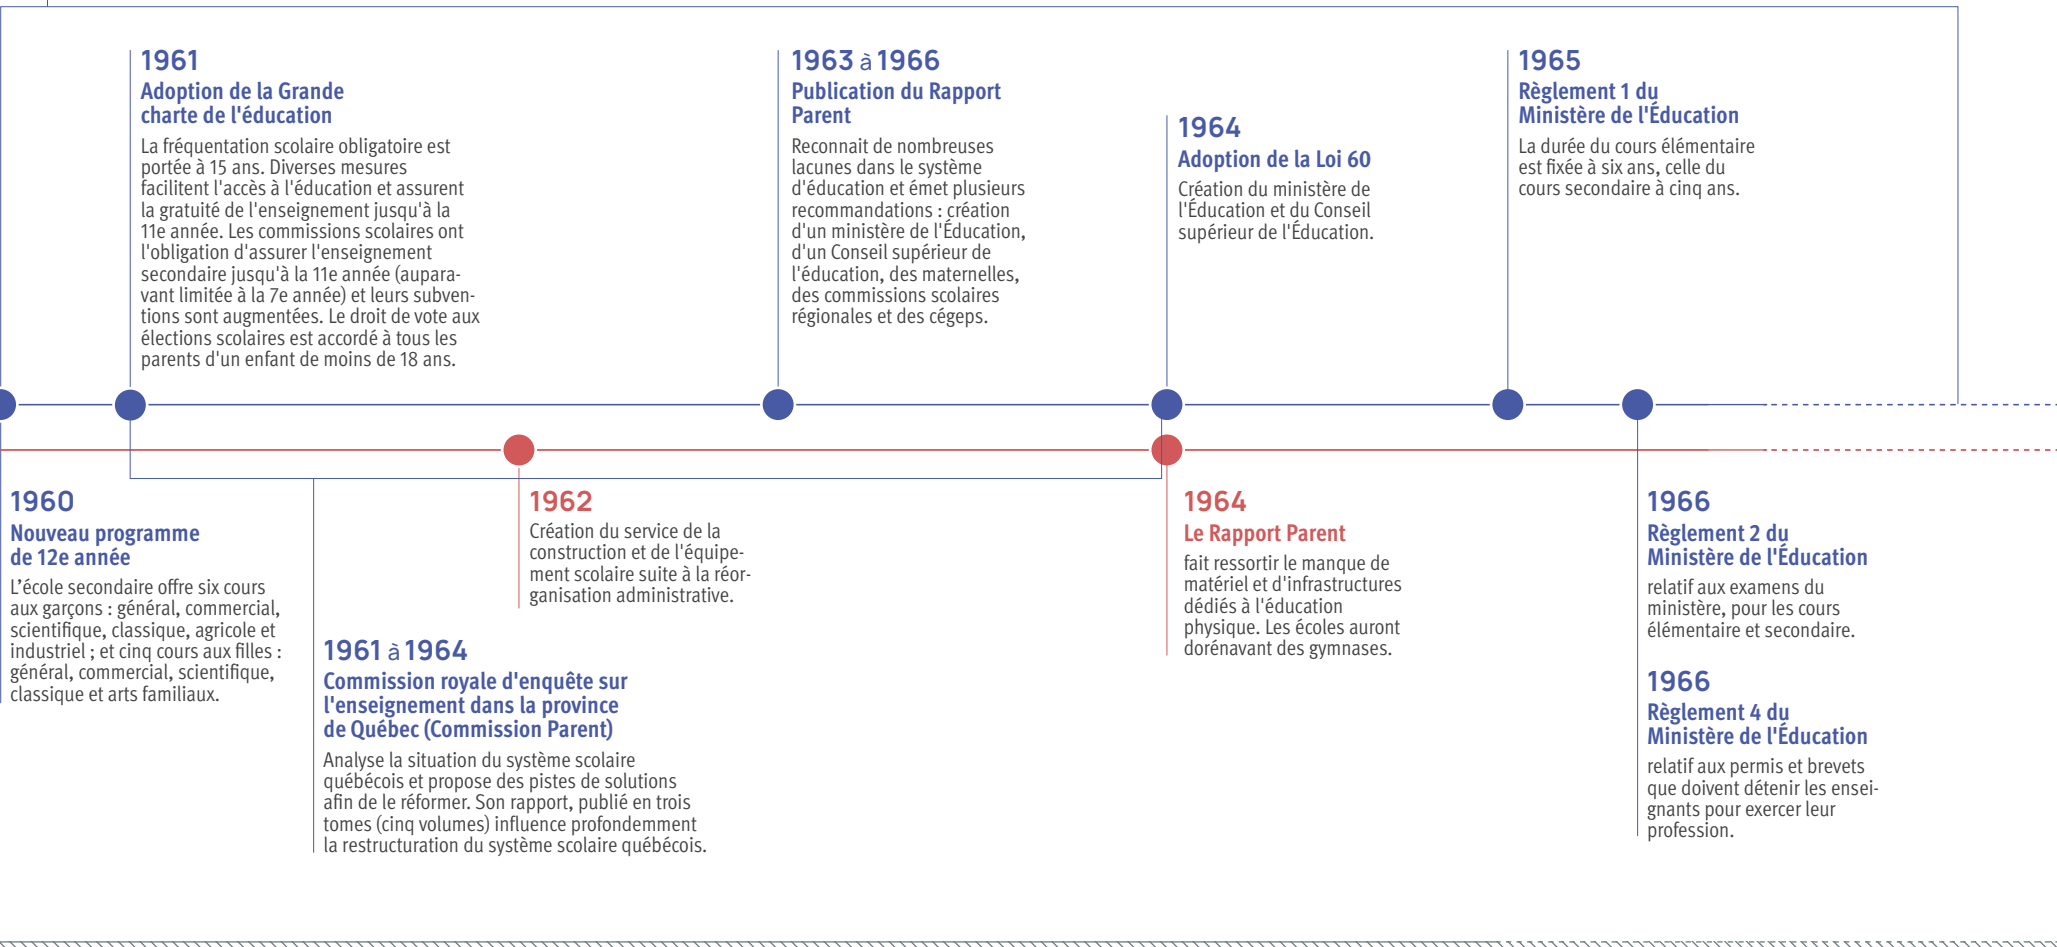 1961
Adoption de la Grande
charte de l'éducation
La fréquentation scolaire obligatoire est
portée à 15 ans. Diverses mesures
facilitent l'accès à l'éducation et assurent
la gratuité de l'enseignement jusqu'à la
11e année. Les commissions scolaires ont
l'obligation d'assurer l'enseignement
secondaire jusqu'à la 11e année (aupara-
vant limitée à la 7e année) et leurs subven-
tions sont augmentées. Le droit de vote aux
élections scolaires est accordé à tous les
parents d'un enfant de moins de 18 ans.
1963 à 1966
Publication du Rapport
Parent
Reconnait de nombreuses
lacunes dans le système
d'éducation et émet plusieurs
recommandations : création
d'un ministère de l'Éducation,
d'un Conseil supérieur de
l'éducation, des maternelles,
des commissions scolaires
régionales et des cégeps.
1964
Adoption de la Loi 60
Création du ministère de
l'Éducation et du Conseil
supérieur de l'Éducation.
1965
Règlement 1 du
Ministère de l'Éducation
La durée du cours élémentaire
est fixée à six ans, celle du
cours secondaire à cinq ans.
1960
Nouveau programme
de 12e année
L'école secondaire offre six cours
aux garçons : général, commercial,
scientifique, classique, agricole et
industriel ; et cinq cours aux filles :
général, commercial, scientifique,
classique et arts familiaux.
1961 à 1964
Commission royale d'enquête sur
l'enseignement dans la province
de Québec (Commission Parent)
Analyse la situation du système scolaire
québécois et propose des pistes de solutions
afin de le réformer. Son rapport, publié en trois
tomes (cinq volumes) influence profondemment
la restructuration du système scolaire québécois.
1962
Création du service de la
construction et de l'équipe-
ment scolaire suite à la réor-
ganisation administrative.
1964
Le Rapport Parent
fait ressortir le manque de
matériel et d'infrastructures
dédiés à l'éducation
physique. Les écoles auront
dorénavant des gymnases.
1966
Règlement 2 du
Ministère de l'Éducation
relatif aux examens du
ministère, pour les cours
élémentaire et secondaire.
1966
Règlement 4 du
Ministère de l'Éducation
relatif aux permis et brevets
que doivent détenir les ensei-
gnants pour exercer leur
profession.